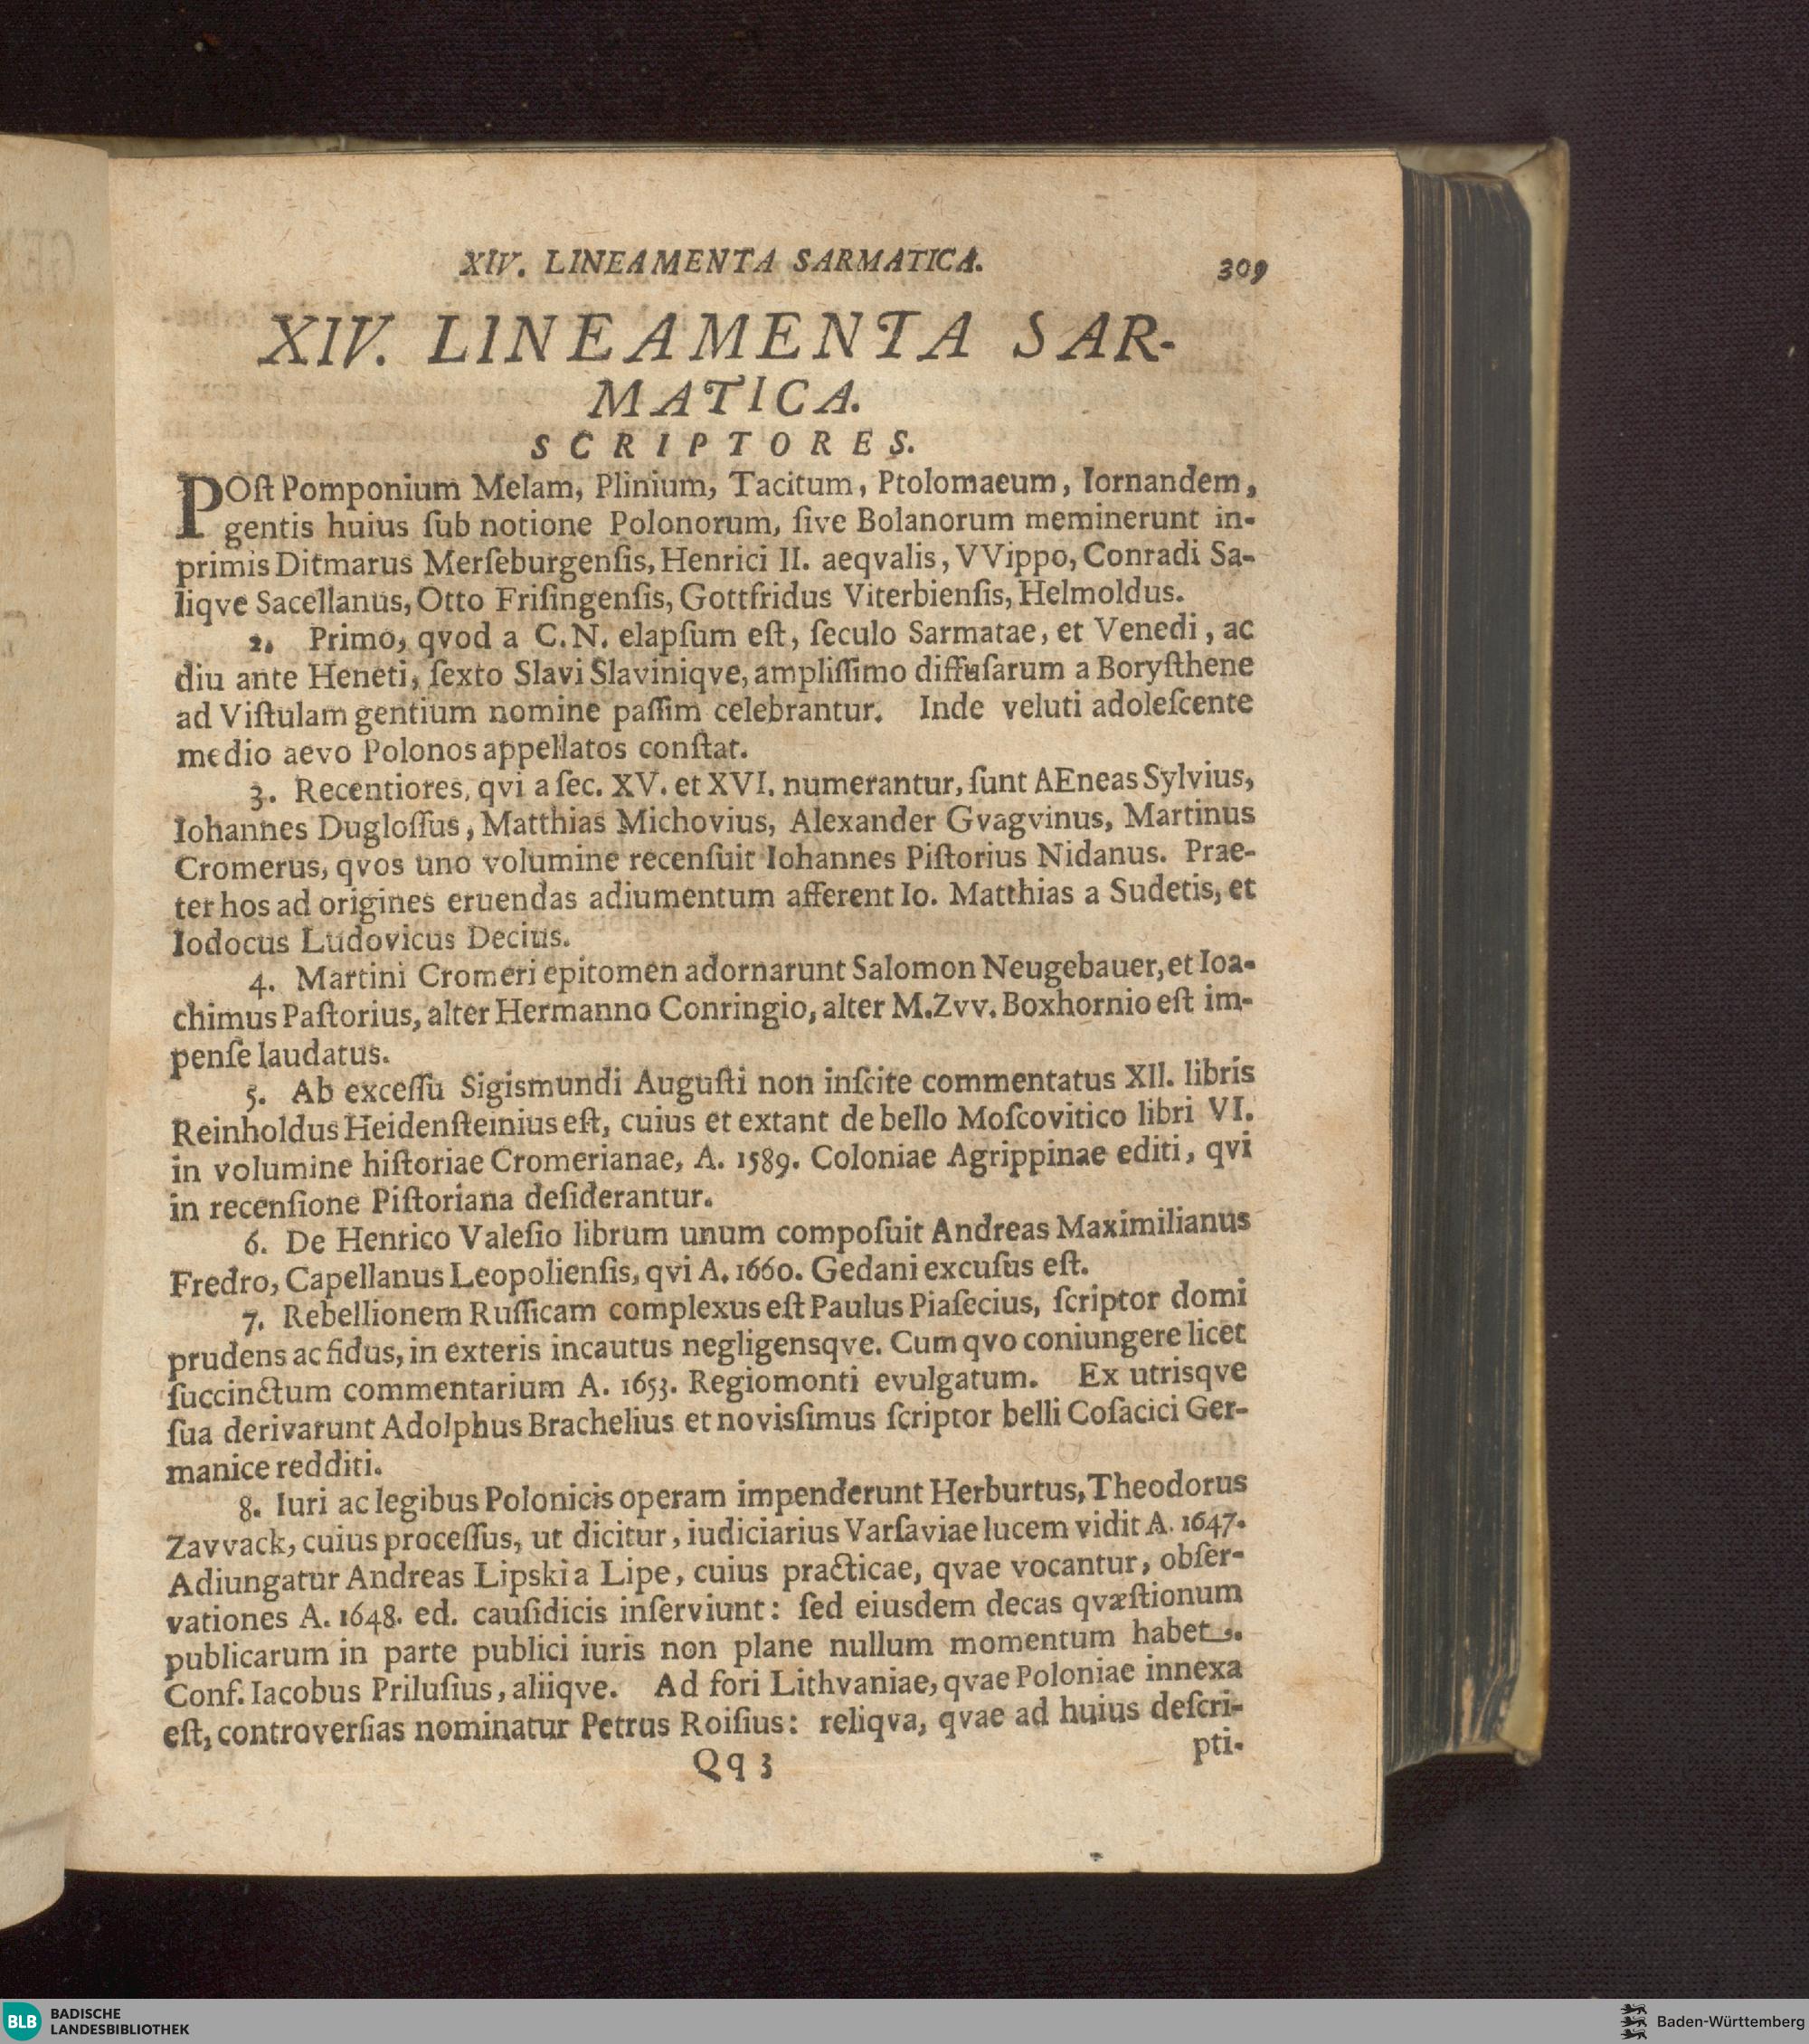 XIV. LINEAMENTA SARMATICA. 309
XIV. LINEAMENTA SAR-
MATICA.
SCRIPTORES.
POſt Pomponium Melam, Plinium, Tacitum, Ptolomaeum, Iornandem,
gentis huius ſub notione Polonorum, ſive Bolanorum meminerunt in-
primis Ditmarus Merſeburgenſis, Henrici II. aeqvalis, VVippo, Conradi Sa-
liqve Sacellanus, Otto Friſingenſis, Gottfridus Viterbienſis, Helmoldus.
2. Primo, qvod a C.N. elapſum eſt, ſeculo Sarmatae, et Venedi, ac
diu ante Heneti, ſexto Slavi Slaviniqve, ampliſſimo diffuſarum a Boryſthene
ad Viſtulam gentium nomine paſſim celebrantur. Inde veluti adoleſcente
medio aevo Polonos appellatos conſtat.
3. Recentiores, qvi a ſec. XV. et XVI. numerantur, ſunt AEneas Sylvius,
Iohannes Dugloſſus, Matthias Michovius, Alexander Gvagvinus, Martinus
Cromerus, qvos uno volumine recenſuit Iohannes Piſtorius Nidanus. Prae-
ter hos ad origines eruendas adiumentum afferent Io. Matthias a Sudetis, et
Iodocus Ludovicus Decius.
4. Martini Cromeri epitomen adornarunt Salomon Neugebauer, et Ioa-
chimus Paſtorius, alter Hermanno Conringio, alter M.Zvv. Boxhornio eſt im-
penſe laudatus.
5. Ab exceſſu Sigismundi Auguſti non inſcite commentatus XII. libris
Reinholdus Heidenſteinius eſt, cuius et extant de bello Moſcovitico libri VI.
in volumine hiſtoriae Cromerianae, A. 1589. Coloniae Agrippinae editi, qvi
in recenſione Piſtoriana deſiderantur.
6. De Henrico Valeſio librum unum compoſuit Andreas Maximilianus
Fredro, Capellanus Leopolienſis, qvi A. 1660. Gedani excuſus eſt.
7. Rebellionem Ruſſicam complexus eſt Paulus Piaſecius, ſcriptor domi
prudens ac fidus, in exteris incautus negligensqve. Cum qvo coniungere licet
ſuccinctum commentarium A. 1653. Regiomonti evulgatum. Ex utrisqve
ſua derivarunt Adolphus Brachelius et novisſimus ſcriptor belli Coſacici Ger-
manice redditi.
8. Iuri ac legibus Polonicis operam impenderunt Herburtus, Theodorus
Zavvack, cuius proceſſus, ut dicitur, iudiciarius Varſaviae lucem vidit A. 1647.
Adiungatur Andreas Lipski a Lipe, cuius practicae, qvae vocantur, obſer-
vationes A. 1648. ed. cauſidicis inſerviunt: ſed eiusdem decas qvæſtionum
publicarum in parte publici iuris non plane nullum momentum habet.
Conf. Iacobus Priluſius, aliiqve. Ad fori Lithvaniae, qvae Poloniae innexa
eſt, controverſias nominatur Petrus Roiſius: reliqva, qvae ad huius deſcri-
Qq 3 pti-
BLB BADISCHE
LANDESBIBLIOTHEK
Baden-Württemberg